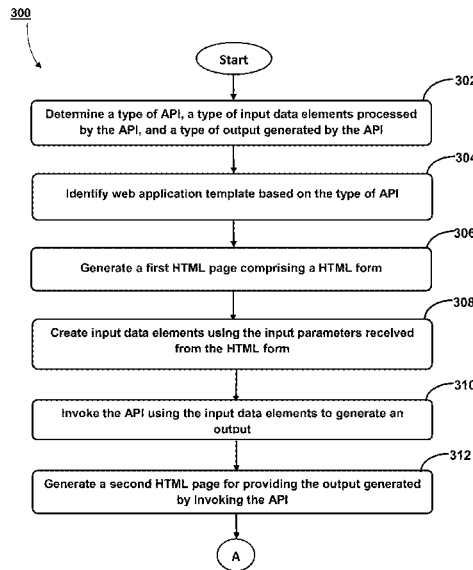 300
Start
302
Determine a type of API, a type of input data elements processed
by the API, and a type of output generated by the API
304
Identify web application template based on the type of API
306
Generate a first HTML page comprising a HTML form
308
Create input data elements using the input parameters received
from the HTML form
310
Invoke the API using the input data elements to generate an
output
312
Generate a second HTML page for providing the output generated
by Invoking the API
A